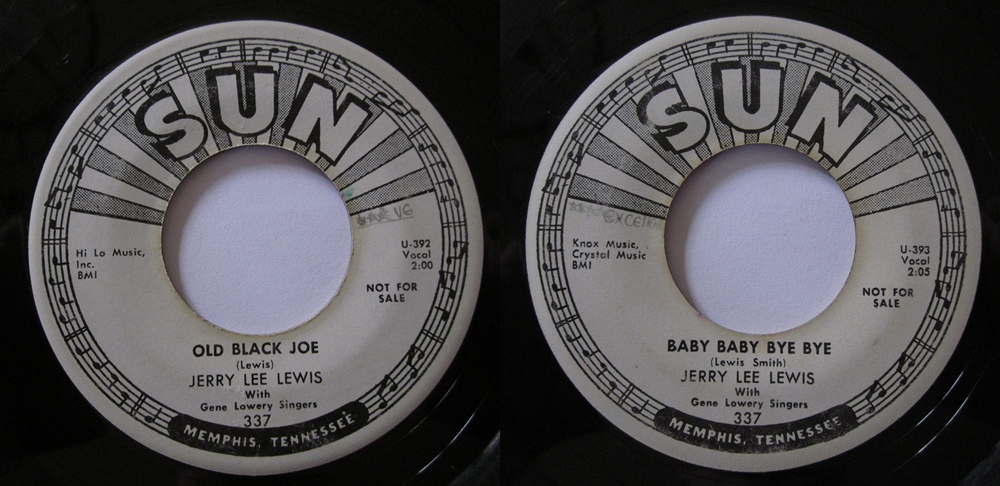 SUN
VG
Hi Lo Music,
Inc.
BMI
U-392
Vocal
2:00
NOT FOR
SALE
OLD BLACK JOE
(Lewis)
JERRY LEE LEWIS
With
Gene Lowery Singers
337
MEMPHIS, TENNESSEE
SUN
Knox Music,
Crystal Music
BMI
U-393
Vocal
2:05
NOT FOR
SALE
BABY BABY BYE BYE
(Lewis Smith)
JERRY LEE LEWIS
With
Gene Lowery Singers
337
MEMPHIS, TENNESSEE